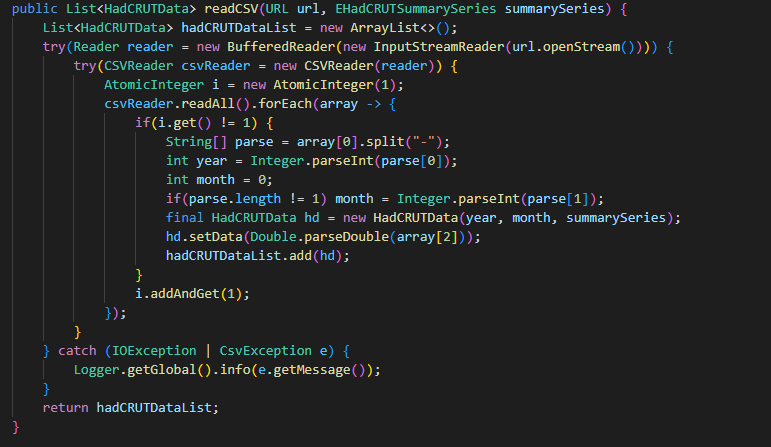 public List<HadCRUTData> readCSV(URL url, EHadCRUTSummarySeries summarySeries) {
    List<HadCRUTData> hadCRUTDataList = new ArrayList<>();
    try(Reader reader = new BufferedReader(new InputStreamReader(url.openStream()))) {
        try(CSVReader csvReader = new CSVReader(reader)) {
            AtomicInteger i = new AtomicInteger(1);
            csvReader.readAll().forEach(array -> {
                if(i.get() != 1) {
                    String[] parse = array[0].split("-");
                    int year = Integer.parseInt(parse[0]);
                    int month = 0;
                    if(parse.length != 1) month = Integer.parseInt(parse[1]);
                    final HadCRUTData hd = new HadCRUTData(year, month, summarySeries);
                    hd.setData(Double.parseDouble(array[2]));
                    hadCRUTDataList.add(hd);
                }
                i.addAndGet(1);
            });
        }
    } catch (IOException | CsvException e) {
        Logger.getGlobal().info(e.getMessage());
    }
    return hadCRUTDataList;
}